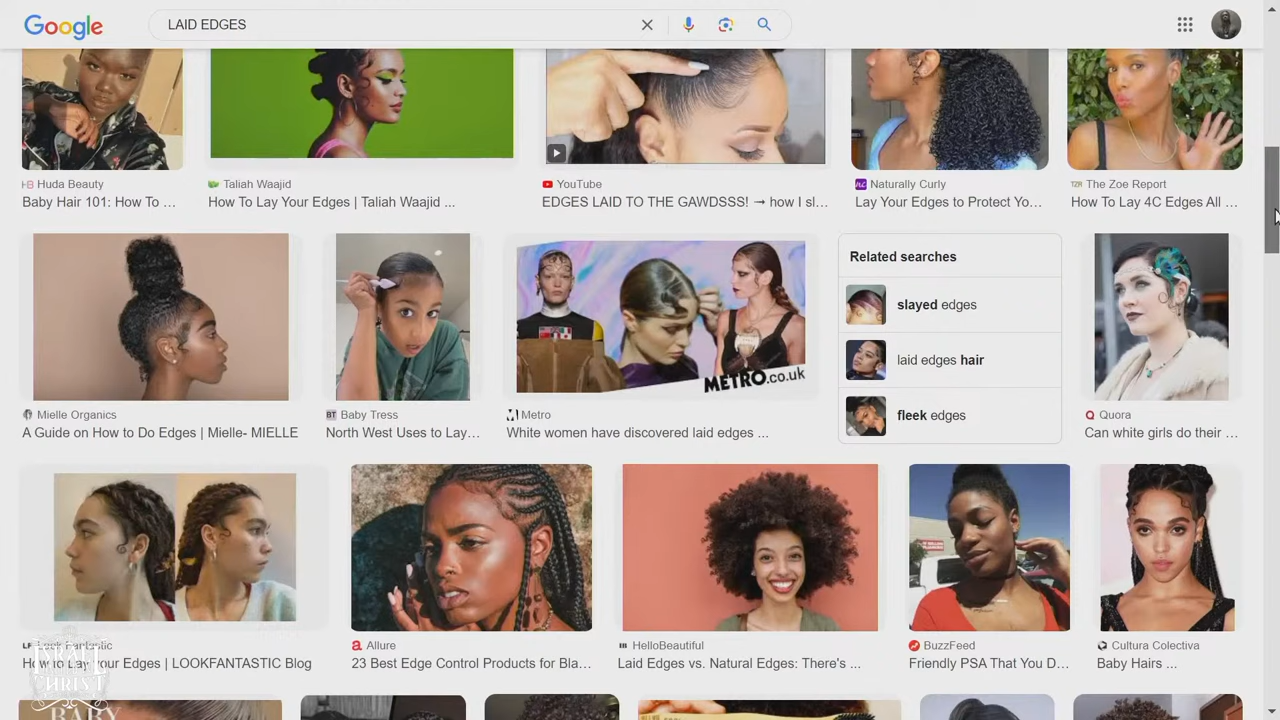 Google
LAID EDGES
Huda Beauty
Baby Hair 101: How To ...
Taliah Waajid
How To Lay Your Edges | Taliah Waajid ...
YouTube
EDGES LAID TO THE GAWDSSS! → how I sl...
Naturally Curly
Lay Your Edges to Protect Yo...
The Zoe Report
How To Lay 4C Edges All ...
METRO.co.uk
Related searches
slayed edges
laid edges hair
fleek edges
Mielle Organics
A Guide on How to Do Edges | Mielle- MIELLE
Baby Tress
North West Uses to Lay...
Metro
White women have discovered laid edges ...
Quora
Can white girls do their ...
Look Fantastic
How to Lay Your Edges | LOOKFANTASTIC Blog
Allure
23 Best Edge Control Products for Bla...
HelloBeautiful
Laid Edges vs. Natural Edges: There's ...
BuzzFeed
Friendly PSA That You D...
Cultura Colectiva
Baby Hairs ...
ISRAEL
CHRIST
BABY